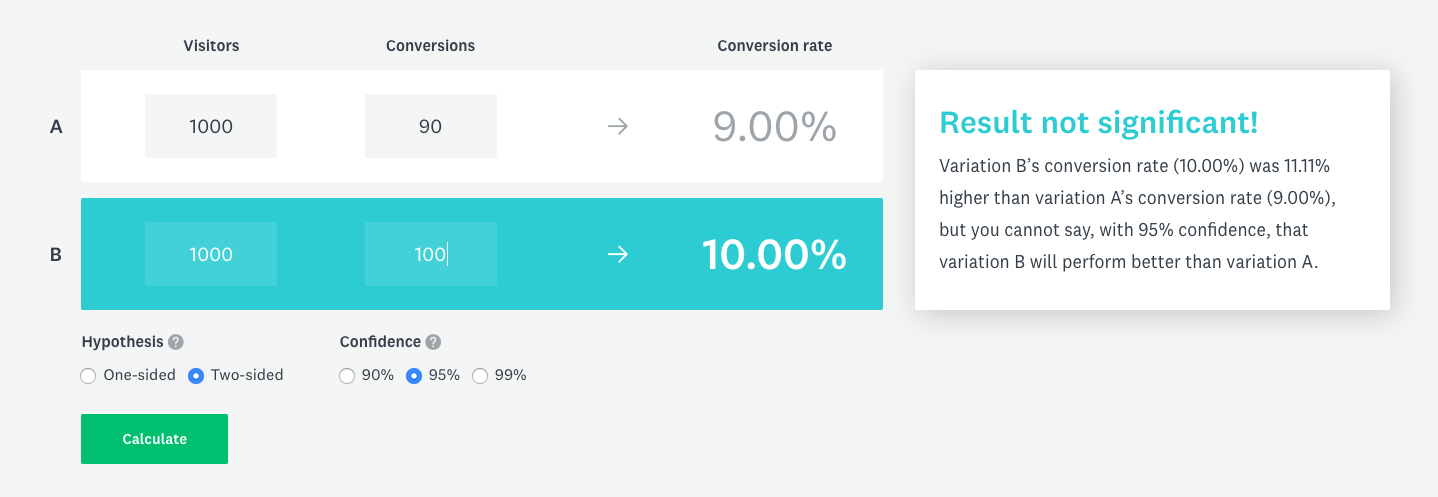 Visitors Conversions Conversion rate
A 1000 90 → 9.00%
B 1000 100 → 10.00%
Hypothesis ? Confidence ?
One-sided Two-sided 90% 95% 99%
Calculate
Result not significant!
Variation B’s conversion rate (10.00%) was 11.11%
higher than variation A’s conversion rate (9.00%),
but you cannot say, with 95% confidence, that
variation B will perform better than variation A.